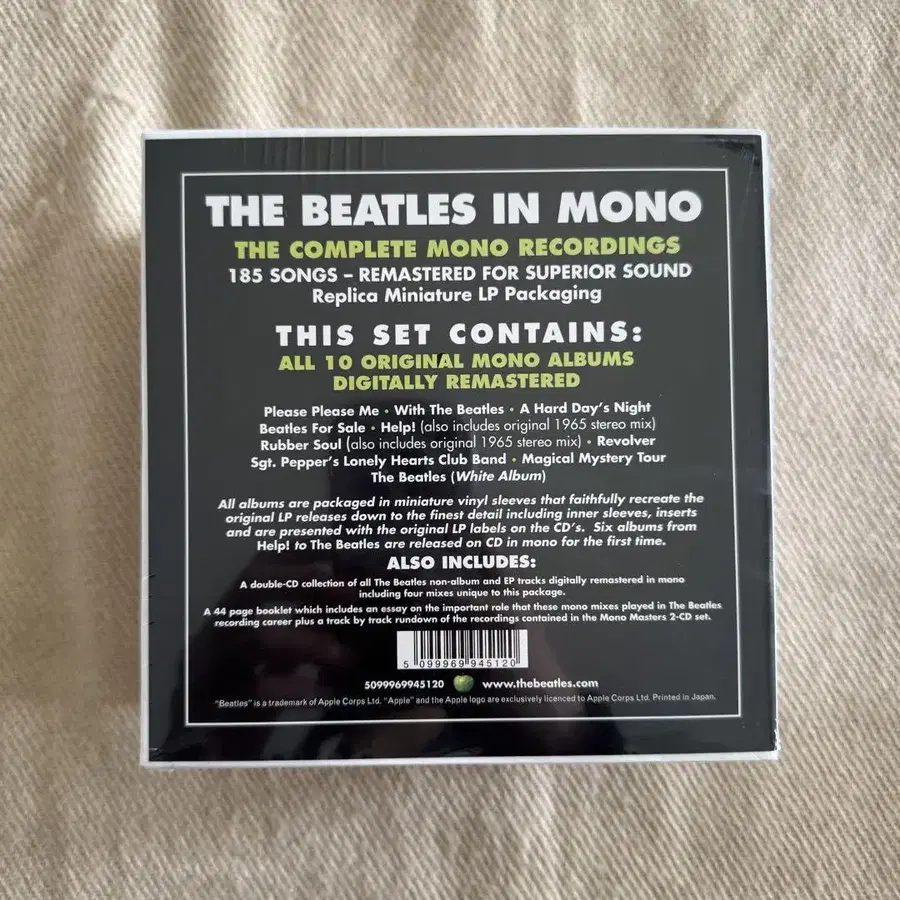 THE BEATLES IN MONO
THE COMPLETE MONO RECORDINGS
185 SONGS – REMASTERED FOR SUPERIOR SOUND
Replica Miniature LP Packaging
THIS SET CONTAINS:
ALL 10 ORIGINAL MONO ALBUMS
DIGITALLY REMASTERED
Please Please Me • With The Beatles • A Hard Day's Night
Beatles For Sale • Help! (also includes original 1965 stereo mix)
Rubber Soul (also includes original 1965 stereo mix) • Revolver
Sgt. Pepper's Lonely Hearts Club Band • Magical Mystery Tour
The Beatles (White Album)
All albums are packaged in miniature vinyl sleeves that faithfully recreate the
original LP releases down to the finest detail including inner sleeves, inserts
and are presented with the original LP labels on the CD's. Six albums from
Help! to The Beatles are released on CD in mono for the first time.
ALSO INCLUDES:
A double-CD collection of all The Beatles non-album and EP tracks digitally remastered in mono
including four mixes unique to this package.
A 44 page booklet which includes an essay on the important role that these mono mixes played in The Beatles
recording career plus a track by track rundown of the recordings contained in the Mono Masters 2-CD set.
5 099969 945120
5099969945120 www.thebeatles.com
"Beatles" is a trademark of Apple Corps Ltd. "Apple" and the Apple logo are exclusively licenced to Apple Corps Ltd. Printed in Japan.